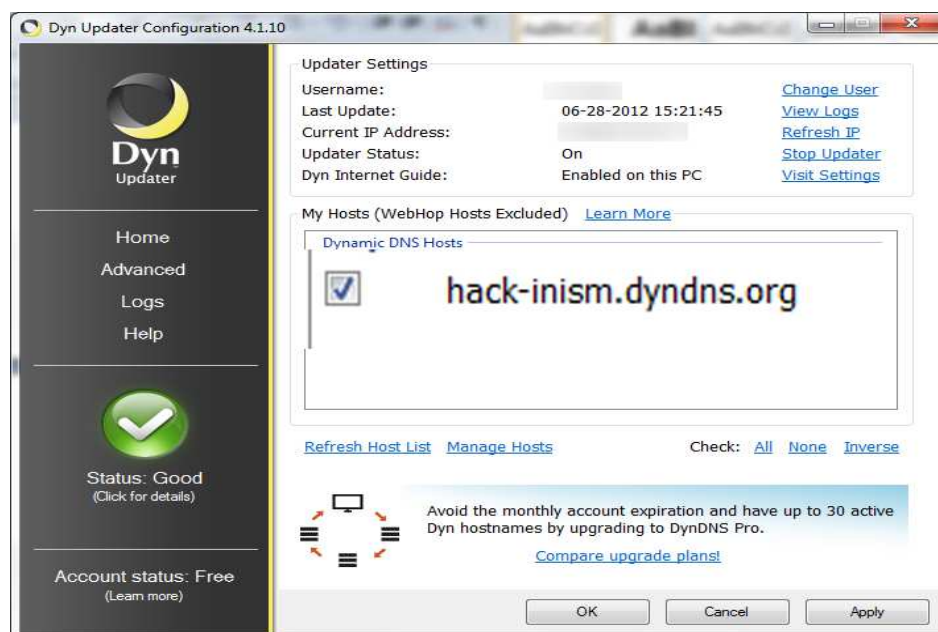 Dyn Updater Configuration 4.1.10
Dyn
Updater
Home
Advanced
Logs
Help
Status: Good
(Click for details)
Account status: Free
(Learn more)
Updater Settings
Username: Change User
Last Update: 06-28-2012 15:21:45 View Logs
Current IP Address: Refresh IP
Updater Status: On Stop Updater
Dyn Internet Guide: Enabled on this PC Visit Settings
My Hosts (WebHop Hosts Excluded) Learn More
Dynamic DNS Hosts
hack-inism.dyndns.org
Refresh Host List Manage Hosts Check: All None Inverse
Avoid the monthly account expiration and have up to 30 active
Dyn hostnames by upgrading to DynDNS Pro.
Compare upgrade plans!
OK Cancel Apply